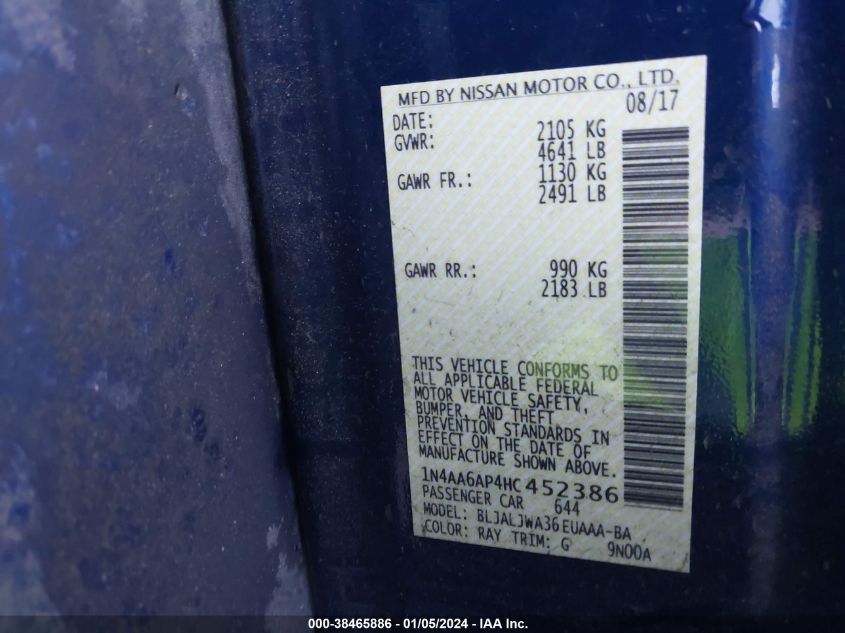 MFD BY NISSAN MOTOR CO., LTD.
DATE: 08/17
GVWR: 2105 KG
4641 LB
GAWR FR.: 1130 KG
2491 LB
GAWR RR.: 990 KG
2183 LB
THIS VEHICLE CONFORMS TO
ALL APPLICABLE FEDERAL
MOTOR VEHICLE SAFETY,
BUMPER, AND THEFT
PREVENTION STANDARDS IN
EFFECT ON THE DATE OF
MANUFACTURE SHOWN ABOVE.
1N4AA6AP4HC452386
PASSENGER CAR 644
MODEL: BLJALJWA36EUAAA-BA
COLOR: RAY TRIM: G 9N00A
000-38465886 - 01/05/2024 - IAA Inc.